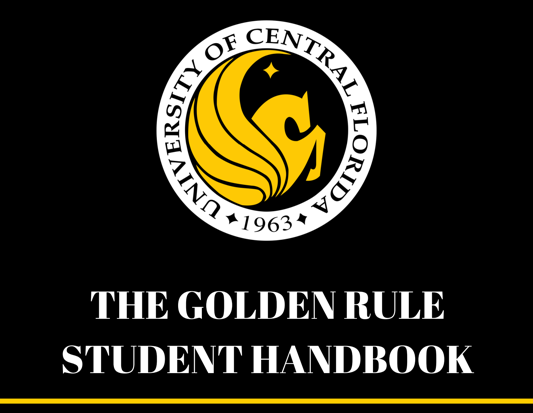 UNIVERSITY OF CENTRAL FLORIDA
1963
THE GOLDEN RULE
STUDENT HANDBOOK